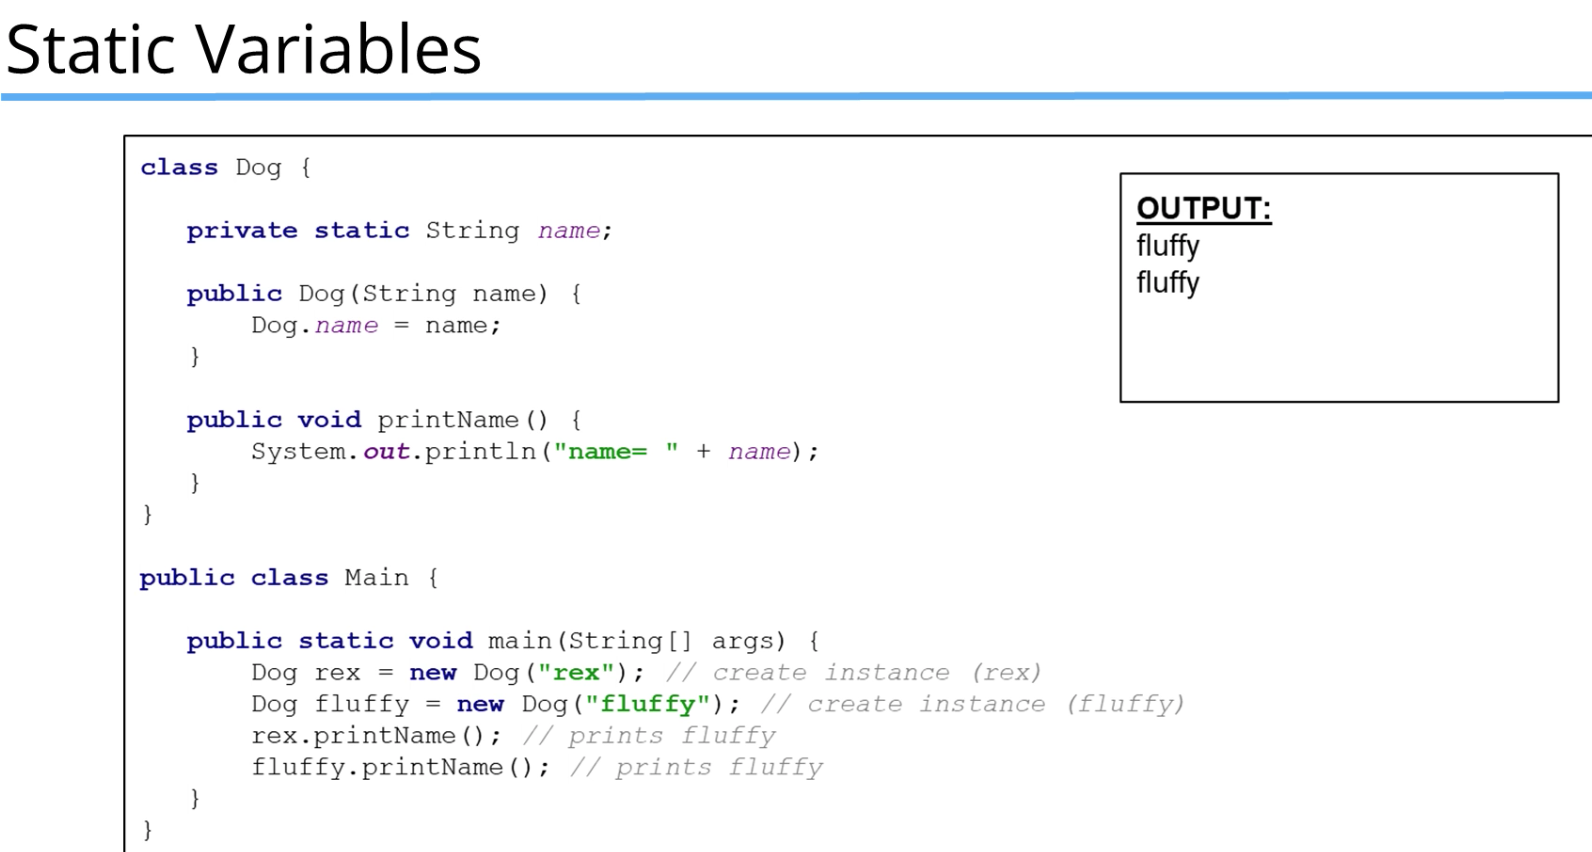 Static Variables
class Dog {
private static String name;
public Dog(String name) {
Dog.name = name;
}
public void printName() {
System.out.println("name= " + name);
}
}
public class Main {
public static void main(String[] args) {
Dog rex = new Dog("rex"); // create instance (rex)
Dog fluffy = new Dog("fluffy"); // create instance (fluffy)
rex.printName(); // prints fluffy
fluffy.printName(); // prints fluffy
}
}
OUTPUT:
fluffy
fluffy